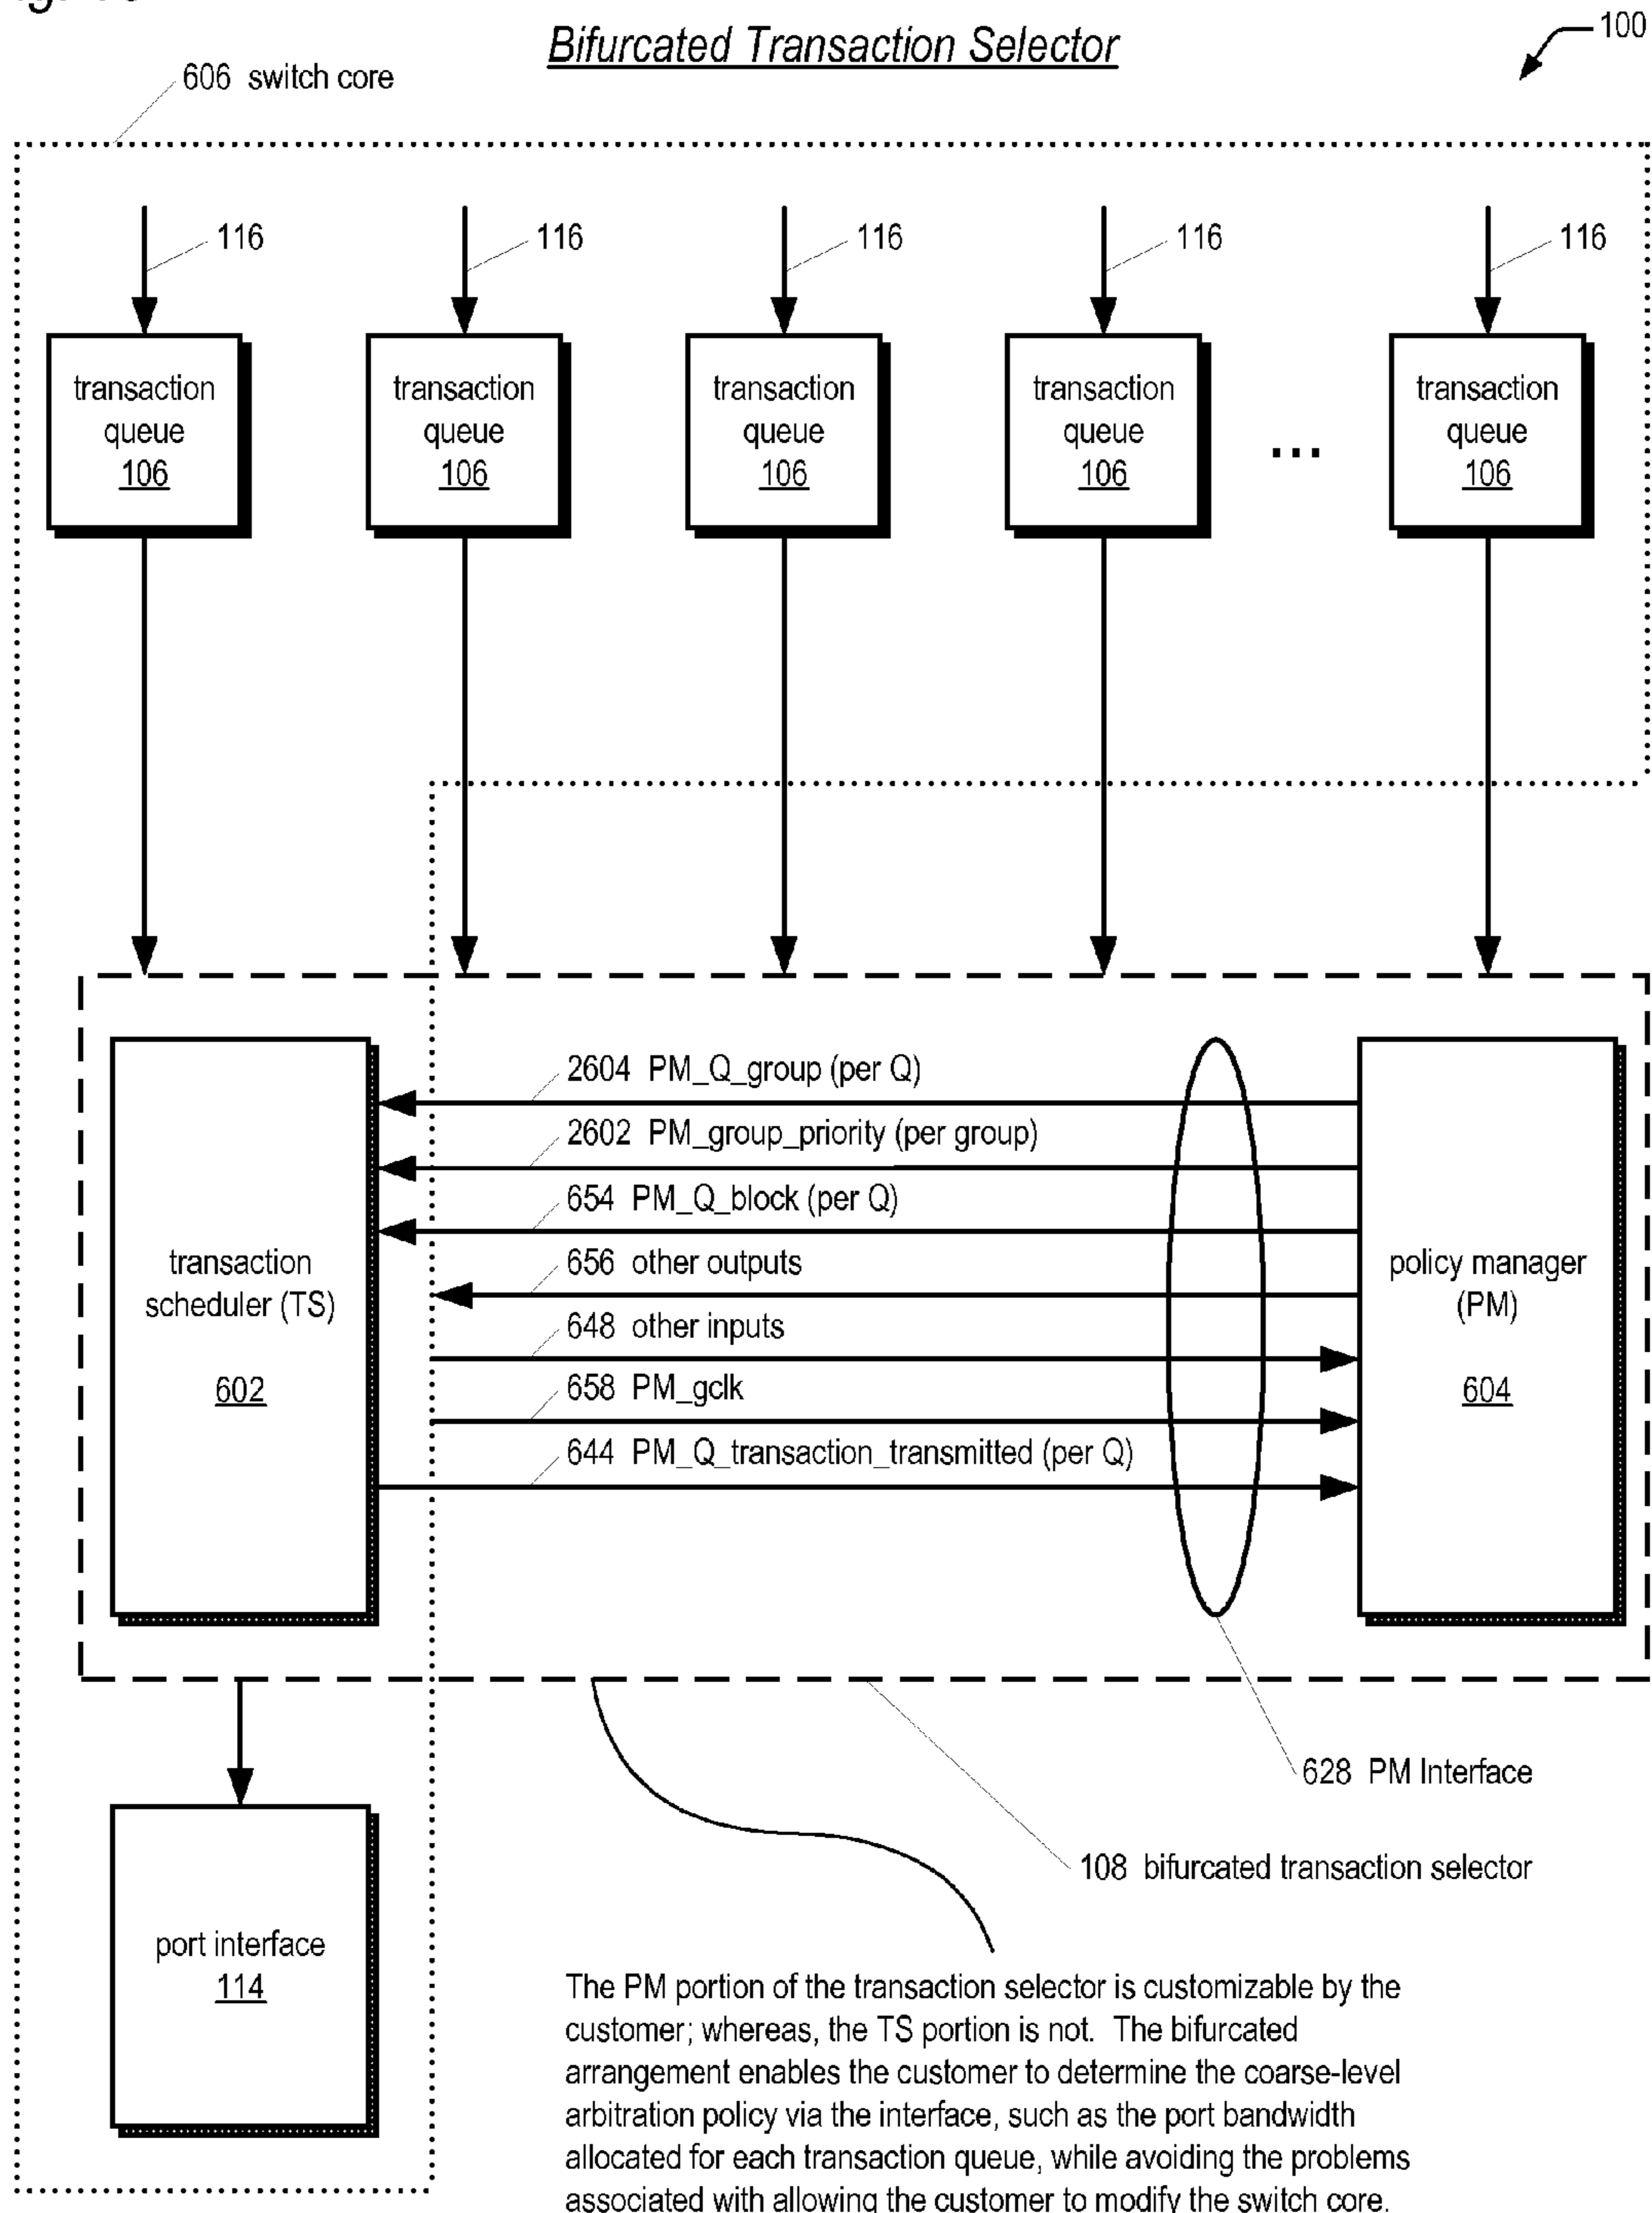 Bifurcated Transaction Selector
100
606 switch core
116
116
116
116
116
transaction
queue
106
transaction
queue
106
transaction
queue
106
transaction
queue
106
...
transaction
queue
106
2604 PM_Q_group (per Q)
2602 PM_group_priority (per group)
654 PM_Q_block (per Q)
656 other outputs
648 other inputs
658 PM_gclk
644 PM_Q_transaction_transmitted (per Q)
transaction
scheduler (TS)
602
policy manager
(PM)
604
628 PM Interface
108 bifurcated transaction selector
port interface
114
The PM portion of the transaction selector is customizable by the
customer; whereas, the TS portion is not. The bifurcated
arrangement enables the customer to determine the coarse-level
arbitration policy via the interface, such as the port bandwidth
allocated for each transaction queue, while avoiding the problems
associated with allowing the customer to modify the switch core.